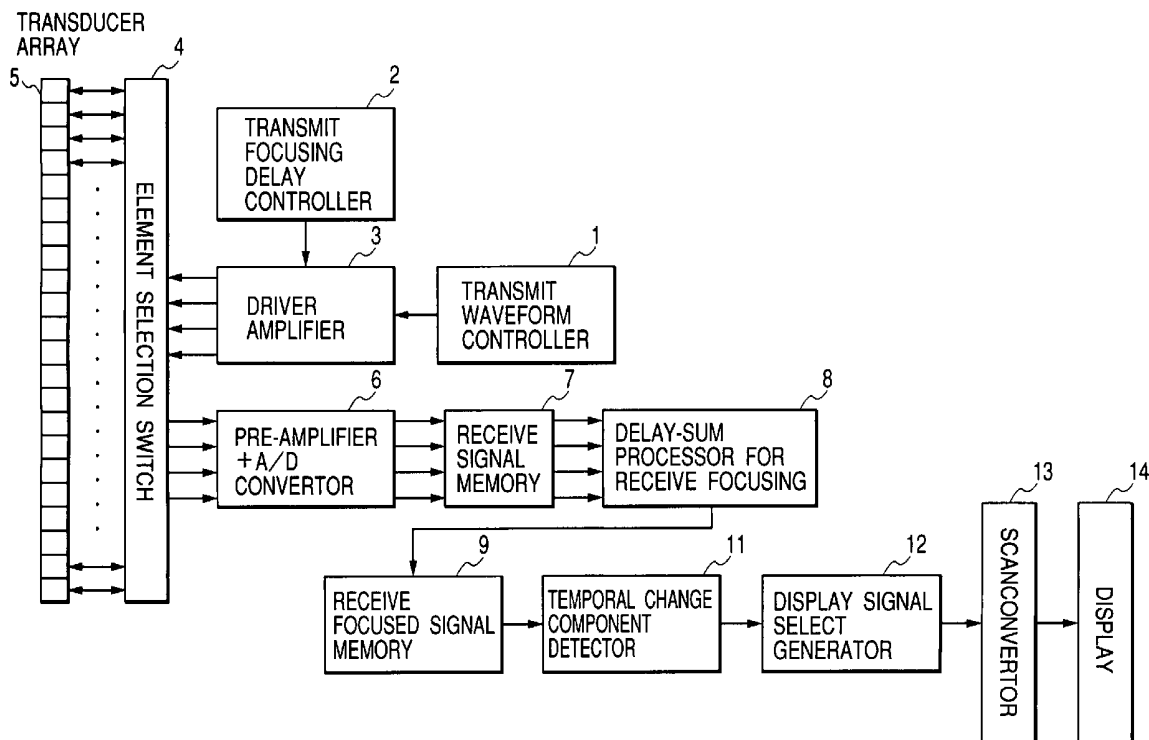 TRANSDUCER
ARRAY
5
4
ELEMENT SELECTION SWITCH
2
TRANSMIT
FOCUSING
DELAY
CONTROLLER
3
DRIVER
AMPLIFIER
1
TRANSMIT
WAVEFORM
CONTROLLER
6
PRE-AMPLIFIER
+A/D
CONVERTOR
7
RECEIVE
SIGNAL
MEMORY
8
DELAY-SUM
PROCESSOR FOR
RECEIVE FOCUSING
9
RECEIVE
FOCUSED SIGNAL
MEMORY
11
TEMPORAL CHANGE
COMPONENT
DETECTOR
12
DISPLAY SIGNAL
SELECT
GENERATOR
13
SCANCONVERTOR
14
DISPLAY